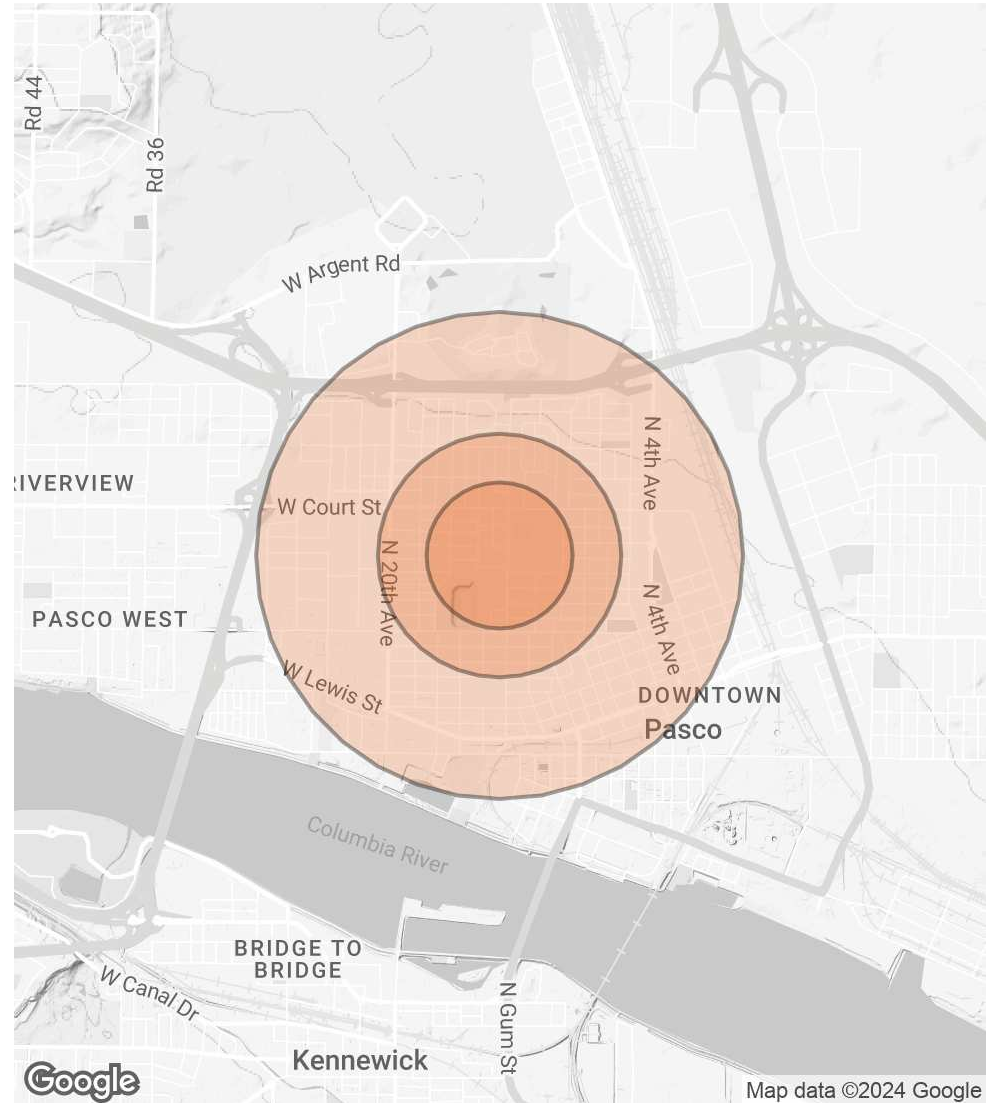 Rd 44
Rd 36
W Argent Rd
N 4th Ave
RIVERVIEW
W Court St
N 20th Ave
N 4th Ave
PASCO WEST
W Lewis St
DOWNTOWN
Pasco
Columbia River
BRIDGE TO
BRIDGE
W Canal Dr
N Gum St
Kennewick
Google
Map data ©2024 Google